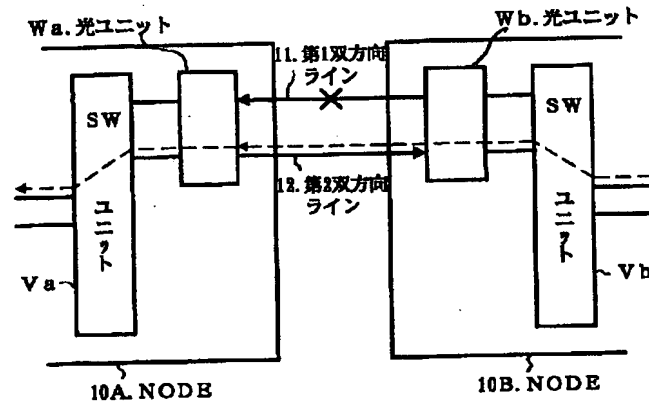 Wa. 光ユニット
Wb. 光ユニット
11. 第1双方向
ライン
SW
ユニット
SW
ユニット
12. 第2双方向
ライン
Va
Vb
10A. NODE
10B. NODE